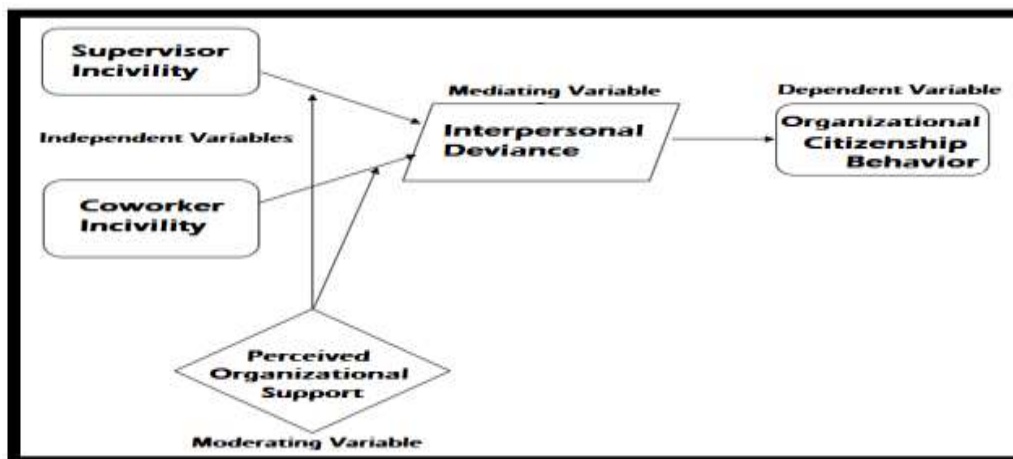 Supervisor
Incivility
Independent Variables
Coworker
Incivility
Mediating Variable
Interpersonal
Deviance
Dependent Variable
Organizational
Citizenship
Behavior
Perceived
Organizational
Support
Moderating Variable